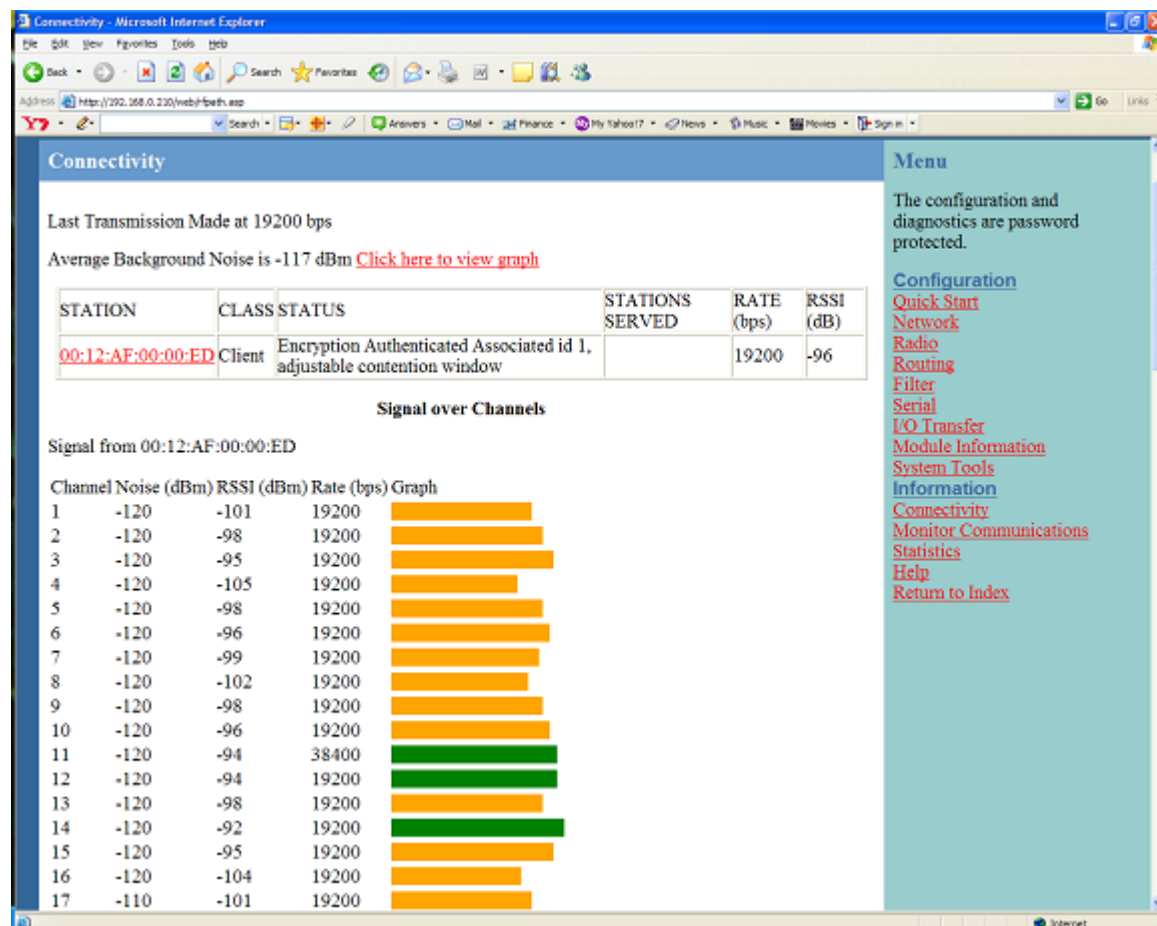 Connectivity - Microsoft Internet Explorer
File Edit View Favorites Tools Help
Back Search Favorites
Address http://192.168.0.210/web/rfpath.asp Go Links
Search Answers Mail Finance My Yahoo!7 News Music Movies Sign in
Connectivity
Last Transmission Made at 19200 bps
Average Background Noise is -117 dBm Click here to view graph
STATION CLASS STATUS STATIONS SERVED RATE (bps) RSSI (dB)
00:12:AF:00:00:ED Client Encryption Authenticated Associated id 1, adjustable contention window 19200 -96
Signal over Channels
Signal from 00:12:AF:00:00:ED
Channel Noise (dBm) RSSI (dBm) Rate (bps) Graph
1 -120 -101 19200
2 -120 -98 19200
3 -120 -95 19200
4 -120 -105 19200
5 -120 -98 19200
6 -120 -96 19200
7 -120 -99 19200
8 -120 -102 19200
9 -120 -98 19200
10 -120 -96 19200
11 -120 -94 38400
12 -120 -94 19200
13 -120 -98 19200
14 -120 -92 19200
15 -120 -95 19200
16 -120 -104 19200
17 -110 -101 19200
Menu
The configuration and
diagnostics are password
protected.
Configuration
Quick Start
Network
Radio
Routing
Filter
Serial
I/O Transfer
Module Information
System Tools
Information
Connectivity
Monitor Communications
Statistics
Help
Return to Index
Internet